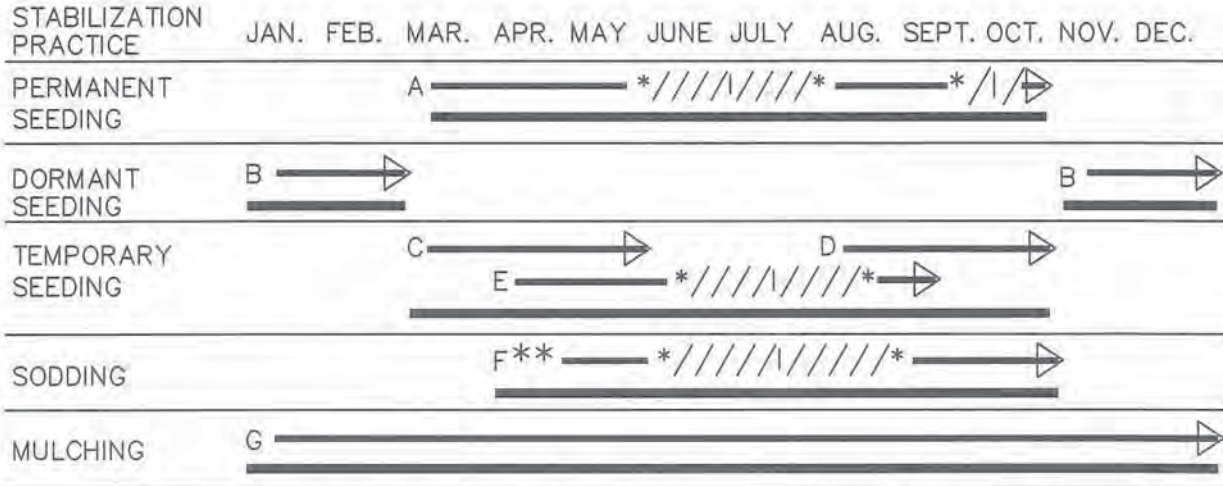 STABILIZATION
PRACTICE
JAN. FEB. MAR. APR. MAY JUNE JULY AUG. SEPT. OCT. NOV. DEC.
PERMANENT
SEEDING
A * / / / / | / / / / * * / | /
DORMANT
SEEDING
B B
TEMPORARY
SEEDING
C D
E * / / / / | / / / / *
SODDING
F ** * / / / / / | / / / / / *
MULCHING
G